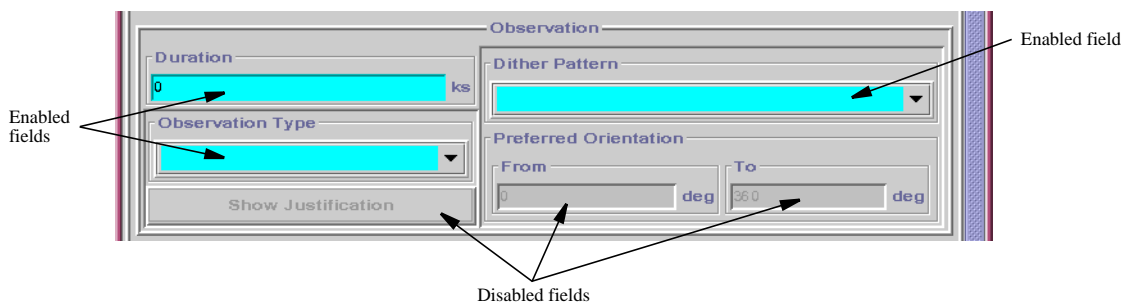 Observation
Enabled field
Duration
0 ks
Dither Pattern
Enabled
fields
Observation Type
Preferred Orientation
From
To
0 deg
360 deg
Show Justification
Disabled fields